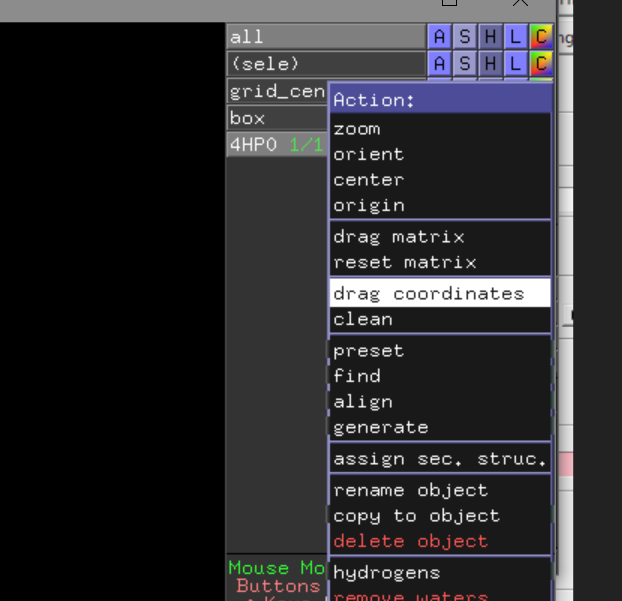 all A S H L C
(sele) A S H L C
grid_cen
box
4HPO 1/1
Action:
zoom
orient
center
origin
drag matrix
reset matrix
drag coordinates
clean
preset
find
align
generate
assign sec. struc.
rename object
copy to object
delete object
hydrogens
remove waters
Mouse Mo
Buttons